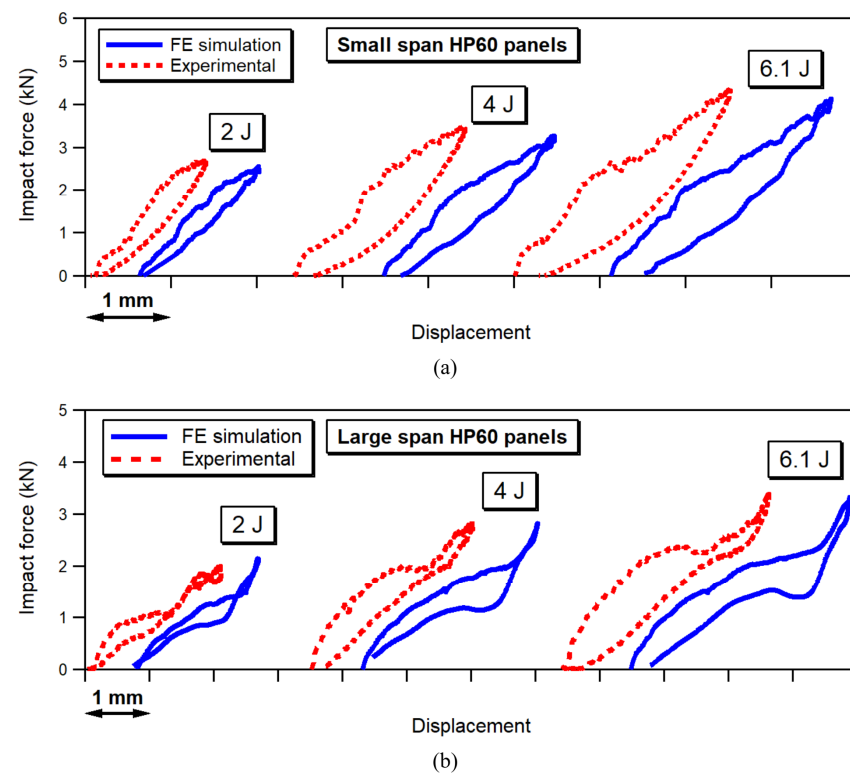 6
5
4
3
2
1
0
Impact force (kN)
FE simulation
Experimental
Small span HP60 panels
2 J
4 J
6.1 J
1 mm
Displacement
(a)
5
4
3
2
1
0
Impact force (kN)
FE simulation
Experimental
Large span HP60 panels
2 J
4 J
6.1 J
1 mm
Displacement
(b)